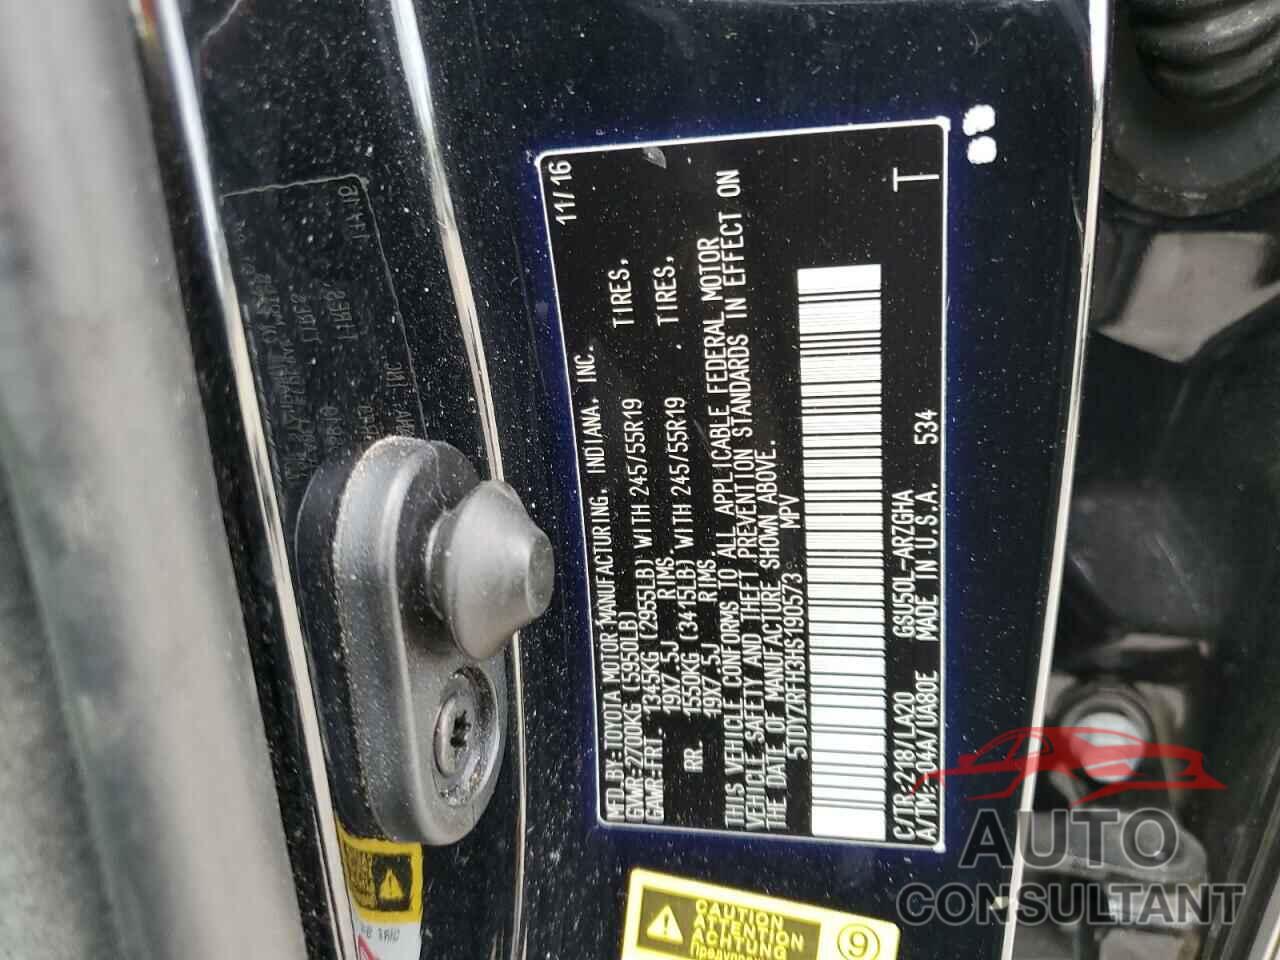 11/16
MFD.BY: TOYOTA MOTOR MANUFACTURING, INDIANA, INC.
GVWR-2700KG (5950LB)
GAWR-FRT. 1345KG (2955LB) WITH 245/55R19 TIRES,
19X7.5J RIMS.
RR. 1550KG (3415LB) WITH 245/55R19 TIRES,
19X7.5J RIMS.
THIS VEHICLE CONFORMS TO ALL APPLICABLE FEDERAL MOTOR
VEHICLE SAFETY AND THEFT PREVENTION STANDARDS IN EFFECT ON
THE DATE OF MANUFACTURE SHOWN ABOVE.
5TDYZRFH3HS190573 MPV
C/TR:218/LA20 GSU50L-ARZGHA
A/TM:-04A/UA80E MADE IN U.S.A. 534
T
CAUTION
ATTENTION
ACHTUNG
9
AUTO
CONSULTANT